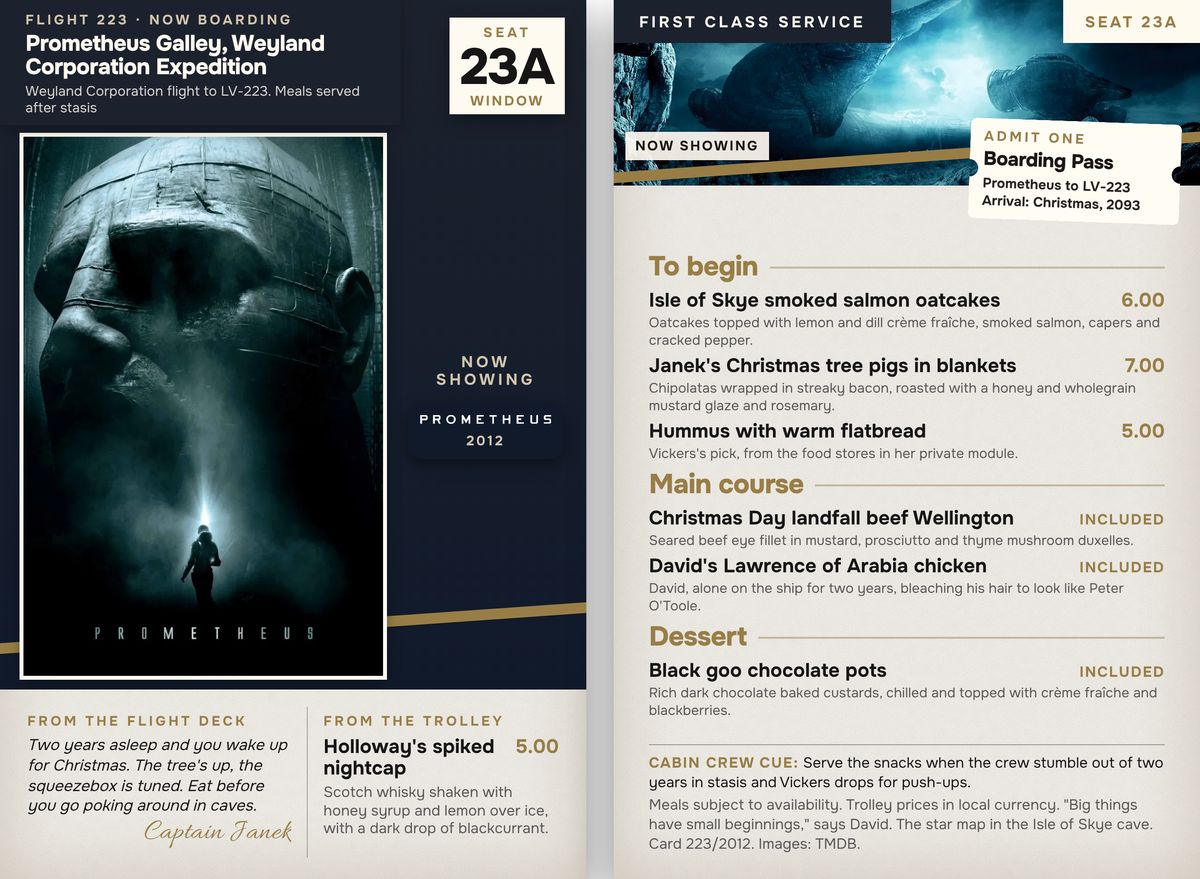 FLIGHT 223 · NOW BOARDING
Prometheus Galley, Weyland
Corporation Expedition
Weyland Corporation flight to LV-223. Meals served
after stasis
SEAT
23A
WINDOW
NOW
SHOWING
PROMETHEUS
2012
PROMETHEUS
FROM THE FLIGHT DECK
Two years asleep and you wake up
for Christmas. The tree's up, the
squeezebox is tuned. Eat before
you go poking around in caves.
Captain Janek
FROM THE TROLLEY
Holloway's spiked 5.00
nightcap
Scotch whisky shaken with
honey syrup and lemon over ice,
with a dark drop of blackcurrant.
FIRST CLASS SERVICE
SEAT 23A
NOW SHOWING
ADMIT ONE
Boarding Pass
Prometheus to LV-223
Arrival: Christmas, 2093
To begin
Isle of Skye smoked salmon oatcakes 6.00
Oatcakes topped with lemon and dill crème fraîche, smoked salmon, capers and
cracked pepper.
Janek's Christmas tree pigs in blankets 7.00
Chipolatas wrapped in streaky bacon, roasted with a honey and wholegrain
mustard glaze and rosemary.
Hummus with warm flatbread 5.00
Vickers's pick, from the food stores in her private module.
Main course
Christmas Day landfall beef Wellington INCLUDED
Seared beef eye fillet in mustard, prosciutto and thyme mushroom duxelles.
David's Lawrence of Arabia chicken INCLUDED
David, alone on the ship for two years, bleaching his hair to look like Peter
O'Toole.
Dessert
Black goo chocolate pots INCLUDED
Rich dark chocolate baked custards, chilled and topped with crème fraîche and
blackberries.
CABIN CREW CUE: Serve the snacks when the crew stumble out of two
years in stasis and Vickers drops for push-ups.
Meals subject to availability. Trolley prices in local currency. "Big things
have small beginnings," says David. The star map in the Isle of Skye cave.
Card 223/2012. Images: TMDB.